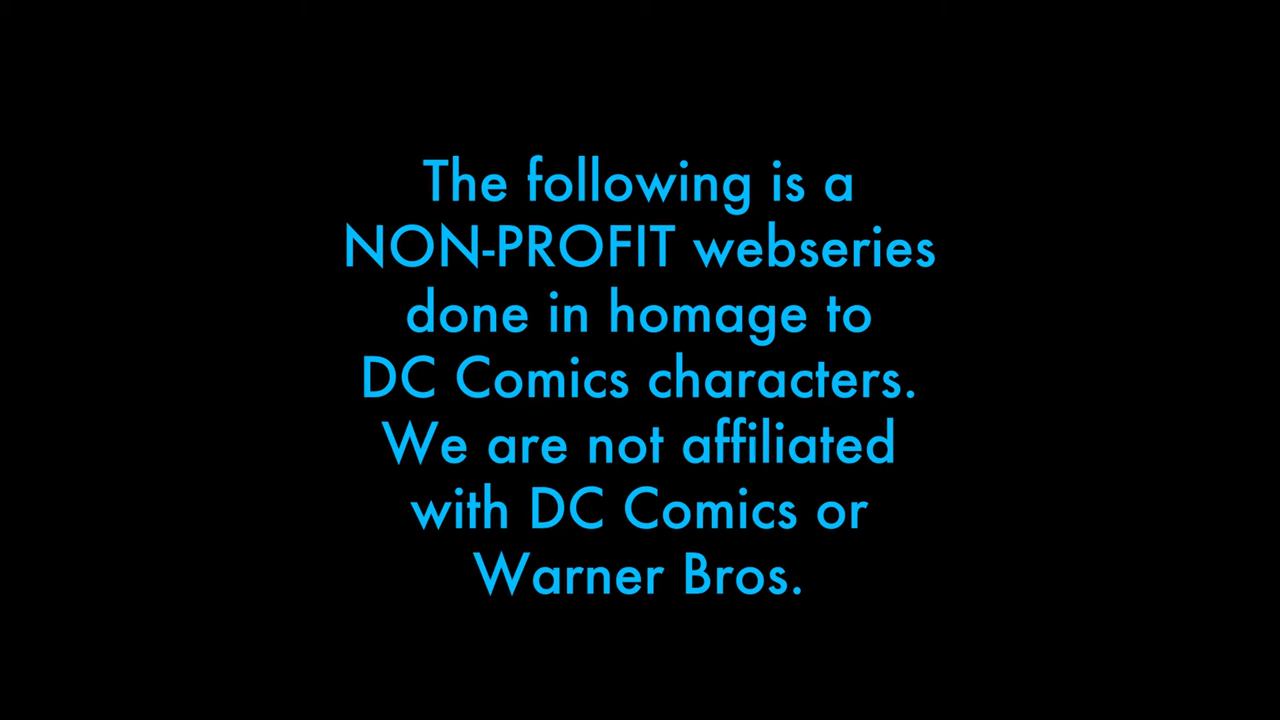 The following is a
NON-PROFIT webseries
done in homage to
DC Comics characters.
We are not affiliated
with DC Comics or
Warner Bros.